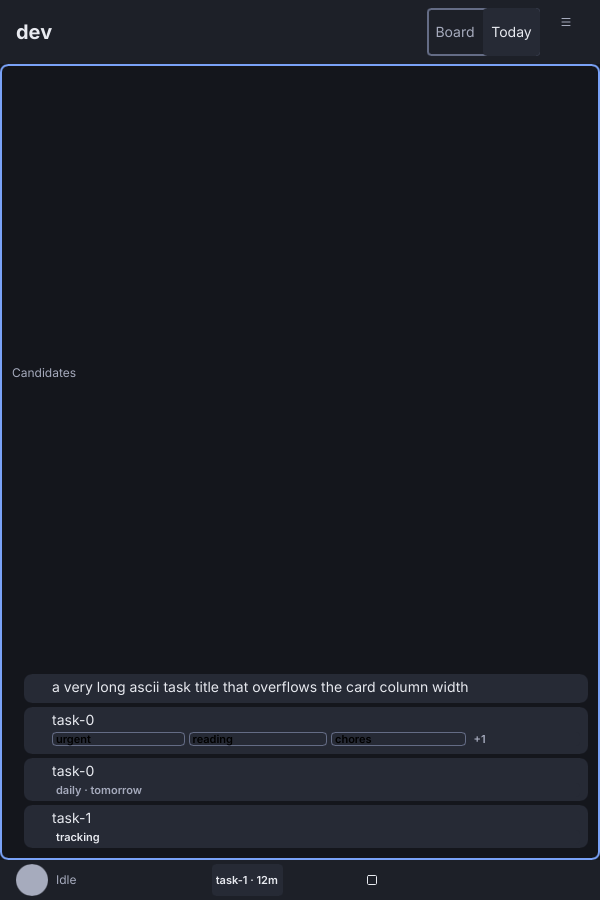 dev
Board Today ☰
Candidates
a very long ascii task title that overflows the card column width
task-0
urgent reading chores +1
task-0
daily · tomorrow
task-1
tracking
Idle task-1 · 12m